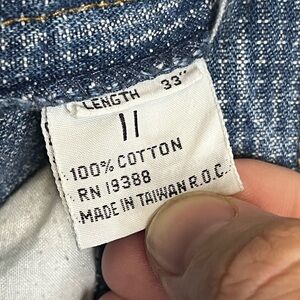 LENGTH 33"
11
100% COTTON
RN 19388
MADE IN TAIWAN R.O.C.